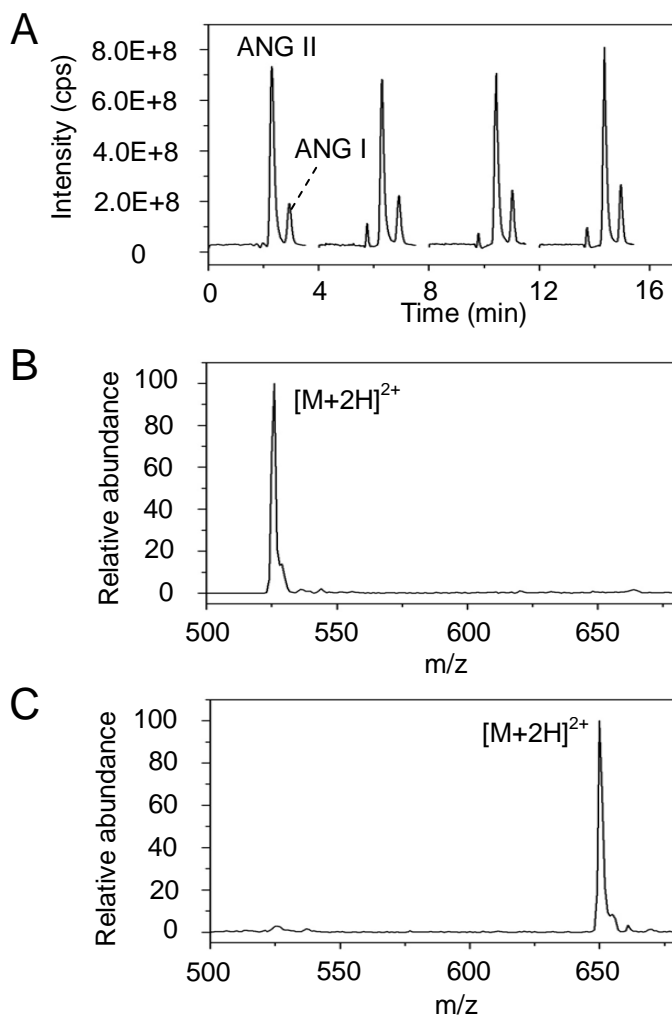 A
Intensity (cps)
8.0E+8
6.0E+8
4.0E+8
2.0E+8
0
ANG II
ANG I
0 4 8 12 16
Time (min)
B
Relative abundance
100
80
60
40
20
0
[M+2H]2+
500 550 600 650
m/z
C
Relative abundance
100
80
60
40
20
0
[M+2H]2+
500 550 600 650
m/z